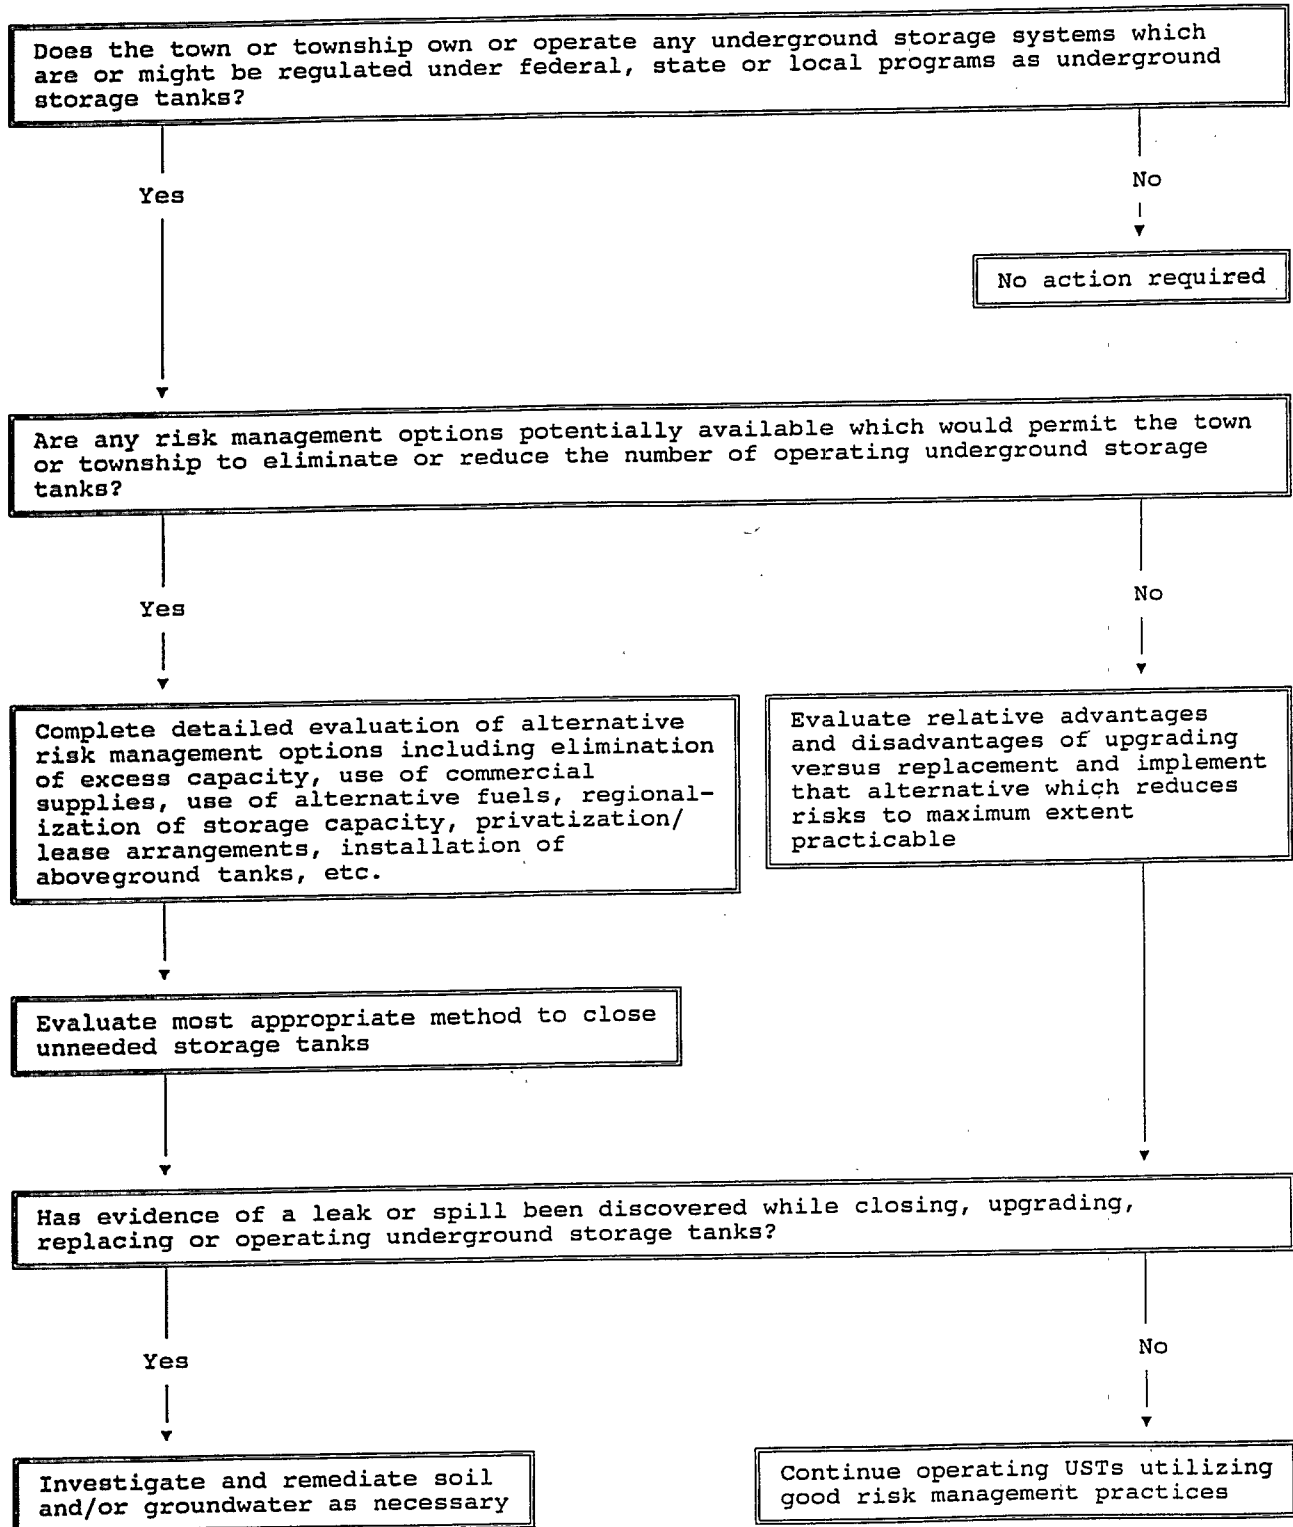 Does the town or township own or operate any underground storage systems which
are or might be regulated under federal, state or local programs as underground
storage tanks?
Yes
No
No action required
Are any risk management options potentially available which would permit the town
or township to eliminate or reduce the number of operating underground storage
tanks?
Yes
No
Complete detailed evaluation of alternative
risk management options including elimination
of excess capacity, use of commercial
supplies, use of alternative fuels, regional-
ization of storage capacity, privatization/
lease arrangements, installation of
aboveground tanks, etc.
Evaluate relative advantages
and disadvantages of upgrading
versus replacement and implement
that alternative which reduces
risks to maximum extent
practicable
Evaluate most appropriate method to close
unneeded storage tanks
Has evidence of a leak or spill been discovered while closing, upgrading,
replacing or operating underground storage tanks?
Yes
No
Investigate and remediate soil
and/or groundwater as necessary
Continue operating USTs utilizing
good risk management practices